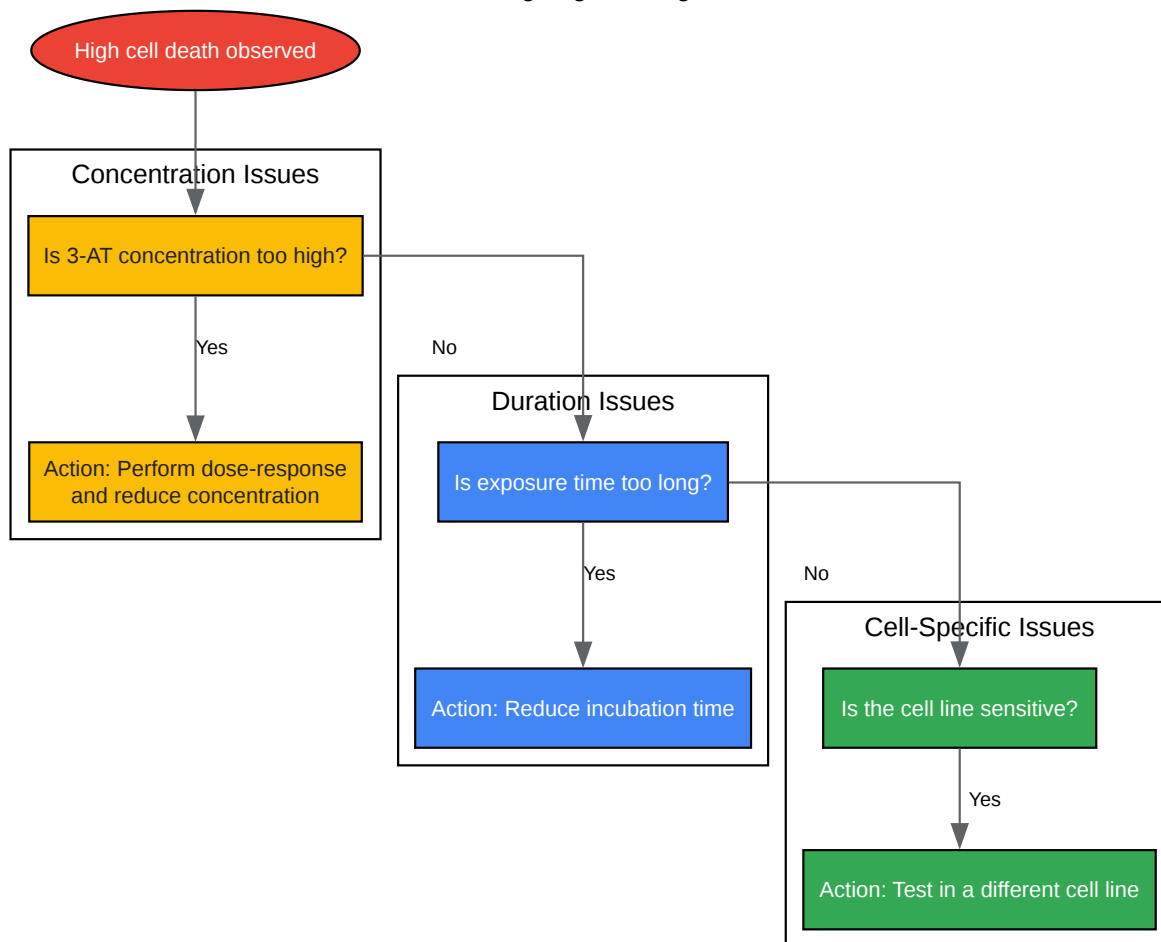 High cell death observed
Concentration Issues
Is 3-AT concentration too high?
Yes
No
Action: Perform dose-response
and reduce concentration
Duration Issues
Is exposure time too long?
Yes
No
Action: Reduce incubation time
Cell-Specific Issues
Is the cell line sensitive?
Yes
Action: Test in a different cell line